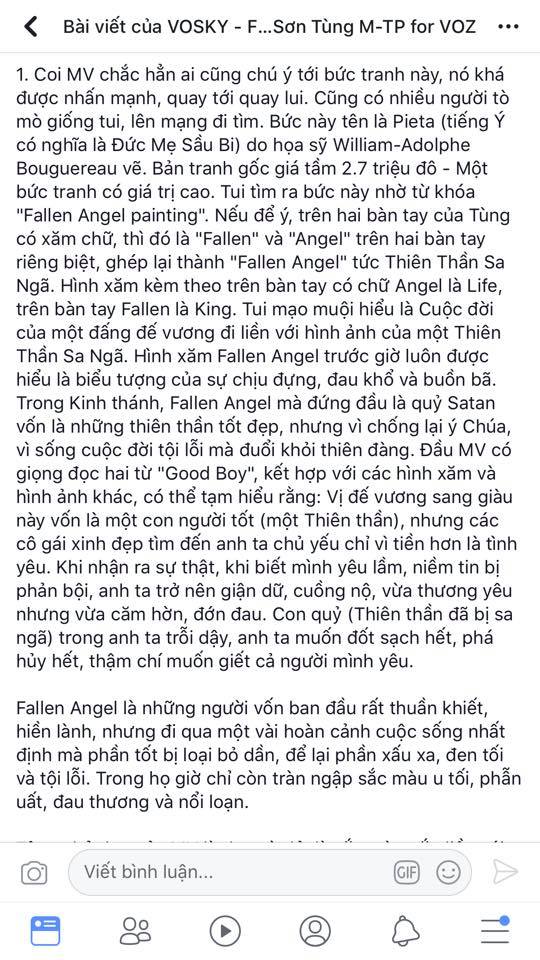 Bài viết của VOSKY - F...Sơn Tùng M-TP for VOZ
1. Coi MV chắc hẳn ai cũng chú ý tới bức tranh này, nó khá
được nhấn mạnh, quay tới quay lui. Cũng có nhiều người tò
mò giống tui, lên mạng đi tìm. Bức này tên là Pieta (tiếng Ý
có nghĩa là Đức Mẹ Sầu Bi) do họa sỹ William-Adolphe
Bouguereau vẽ. Bản tranh gốc giá tầm 2.7 triệu đô - Một
bức tranh có giá trị cao. Tui tìm ra bức này nhờ từ khóa
"Fallen Angel painting". Nếu để ý, trên hai bàn tay của Tùng
có xăm chữ, thì đó là "Fallen" và "Angel" trên hai bàn tay
riêng biệt, ghép lại thành "Fallen Angel" tức Thiên Thần Sa
Ngã. Hình xăm kèm theo trên bàn tay có chữ Angel là Life,
trên bàn tay Fallen là King. Tui mạo muội hiểu là Cuộc đời
của một đấng đế vương đi liền với hình ảnh của một Thiên
Thần Sa Ngã. Hình xăm Fallen Angel trước giờ luôn được
hiểu là biểu tượng của sự chịu đựng, đau khổ và buồn bã.
Trong Kinh thánh, Fallen Angel mà đứng đầu là quỷ Satan
vốn là những thiên thần tốt đẹp, nhưng vì chống lại ý Chúa,
vì sống cuộc đời tội lỗi mà đuổi khỏi thiên đàng. Đầu MV có
giọng đọc hai từ "Good Boy", kết hợp với các hình xăm và
hình ảnh khác, có thể tạm hiểu rằng: Vị đế vương sang giàu
này vốn là một con người tốt (một Thiên thần), nhưng các
cô gái xinh đẹp tìm đến anh ta chủ yếu chỉ vì tiền hơn là tình
yêu. Khi nhận ra sự thật, khi biết mình yêu lầm, niềm tin bị
phản bội, anh ta trở nên giận dữ, cuồng nộ, vừa thương yêu
nhưng vừa căm hờn, đớn đau. Con quỷ (Thiên thần đã bị sa
ngã) trong anh ta trỗi dậy, anh ta muốn đốt sạch hết, phá
hủy hết, thậm chí muốn giết cả người mình yêu.
Fallen Angel là những người vốn ban đầu rất thuần khiết,
hiền lành, nhưng đi qua một vài hoàn cảnh cuộc sống nhất
định mà phần tốt bị loại bỏ dần, để lại phần xấu xa, đen tối
và tội lỗi. Trong họ giờ chỉ còn tràn ngập sắc màu u tối, phẫn
uất, đau thương và nổi loạn.
Viết bình luận...
GIF